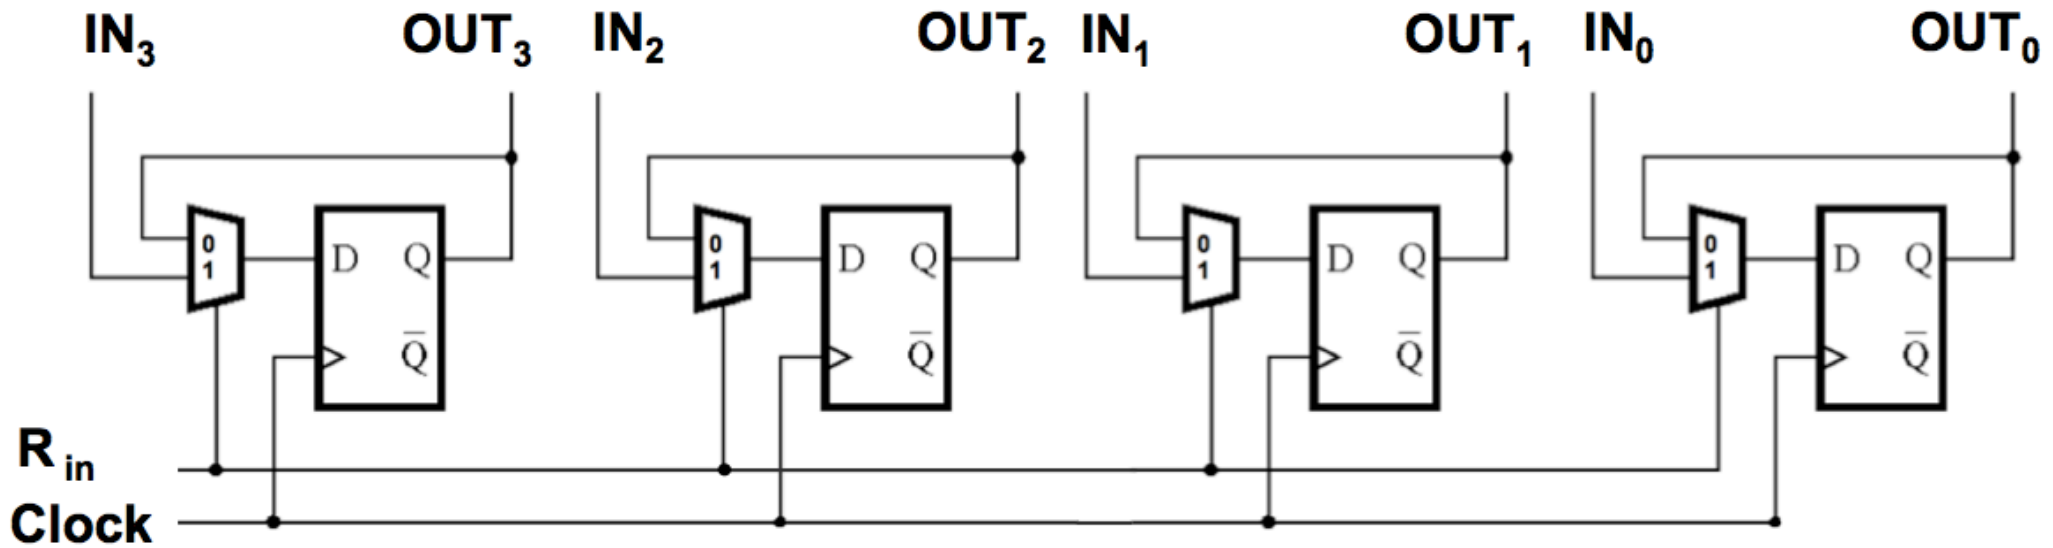 IN₃ OUT₃ IN₂ OUT₂ IN₁ OUT₁ IN₀ OUT₀
0 0 0 0
1 1 1 1
D Q D Q D Q D Q
Q̅ Q̅ Q̅ Q̅
R in
Clock